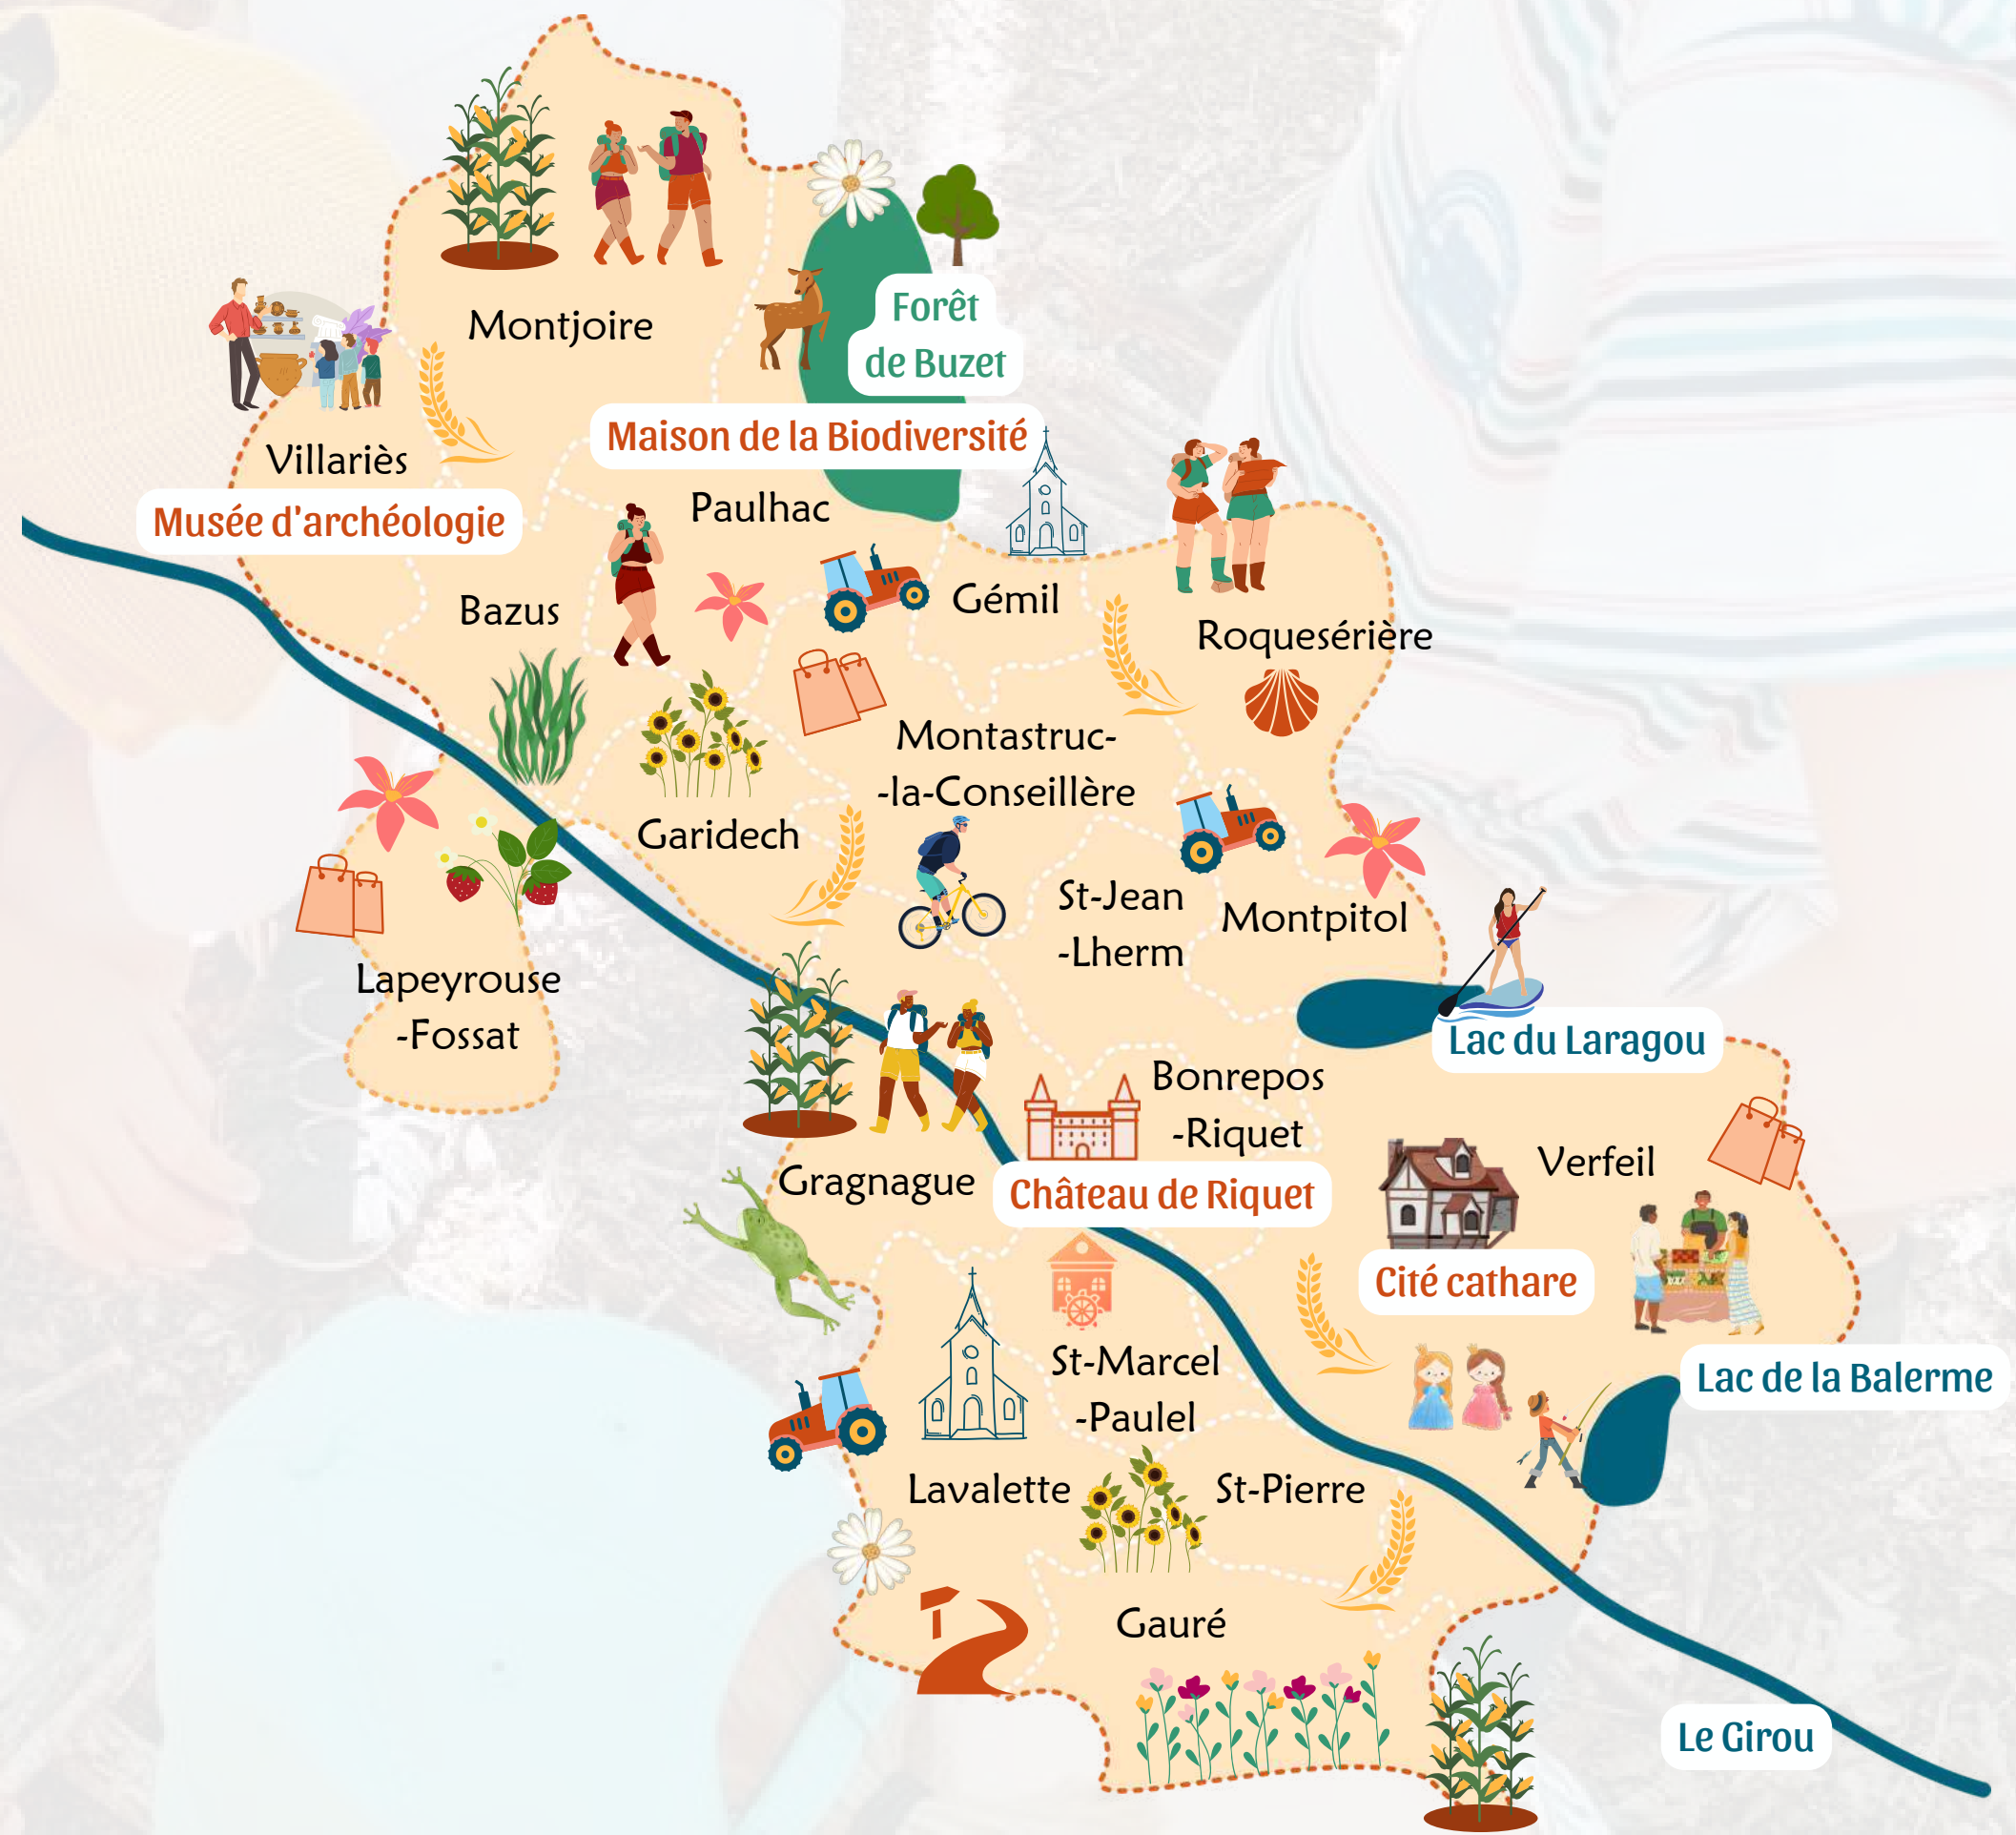 Montjoire
Forêt
de Buzet
Maison de la Biodiversité
Villariès
Musée d'archéologie
Paulhac
Bazus
Gémil
Roquesérière
Montastruc-
-la-Conseillère
Garidech
St-Jean
-Lherm
Montpitol
Lapeyrouse
-Fossat
Lac du Laragou
Bonrepos
-Riquet
Verfeil
Gragnague
Château de Riquet
Cité cathare
St-Marcel
-Paulel
Lac de la Balerme
Lavalette
St-Pierre
Gauré
Le Girou